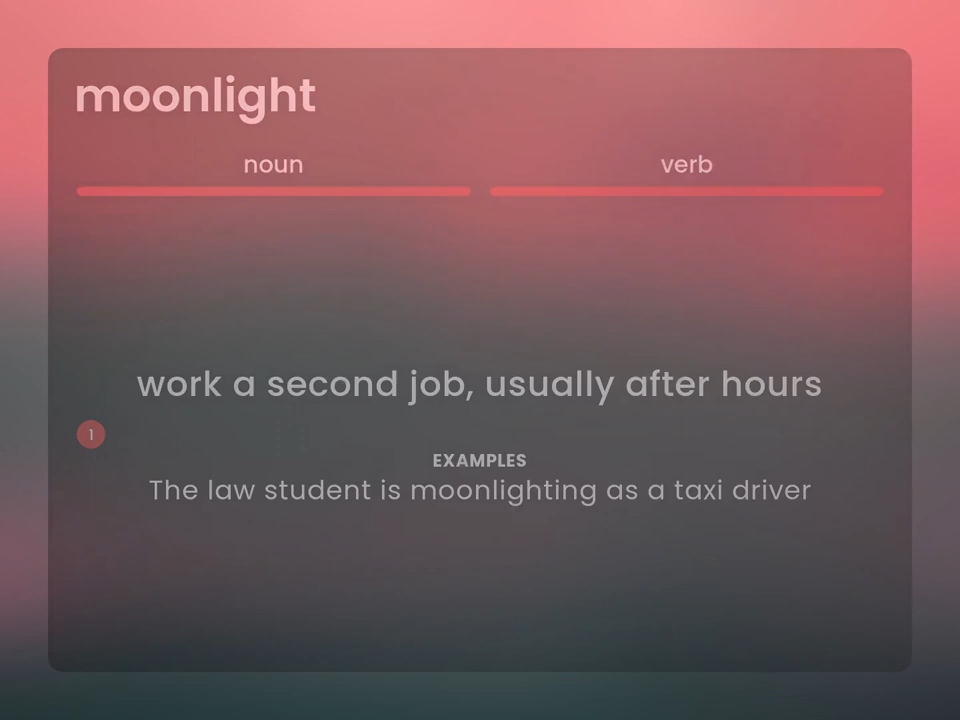 moonlight
noun
verb
work a second job, usually after hours
1
EXAMPLES
The law student is moonlighting as a taxi driver